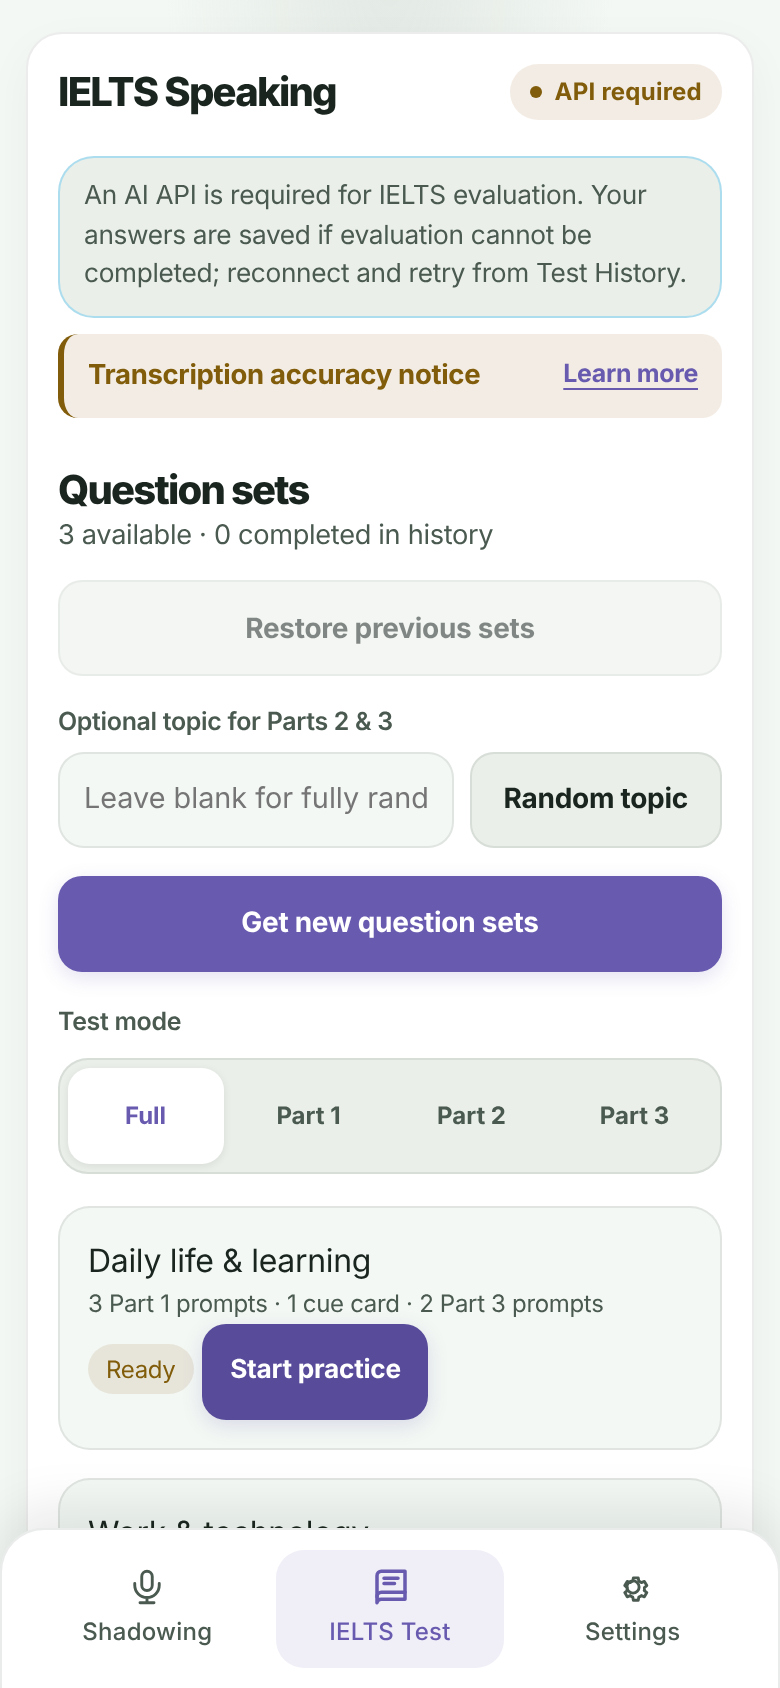 IELTS Speaking
API required
An AI API is required for IELTS evaluation. Your
answers are saved if evaluation cannot be
completed; reconnect and retry from Test History.
Transcription accuracy notice
Learn more
Question sets
3 available · 0 completed in history
Restore previous sets
Optional topic for Parts 2 & 3
Leave blank for fully rand
Random topic
Get new question sets
Test mode
Full
Part 1
Part 2
Part 3
Daily life & learning
3 Part 1 prompts · 1 cue card · 2 Part 3 prompts
Ready
Start practice
Work & technology
Shadowing
IELTS Test
Settings